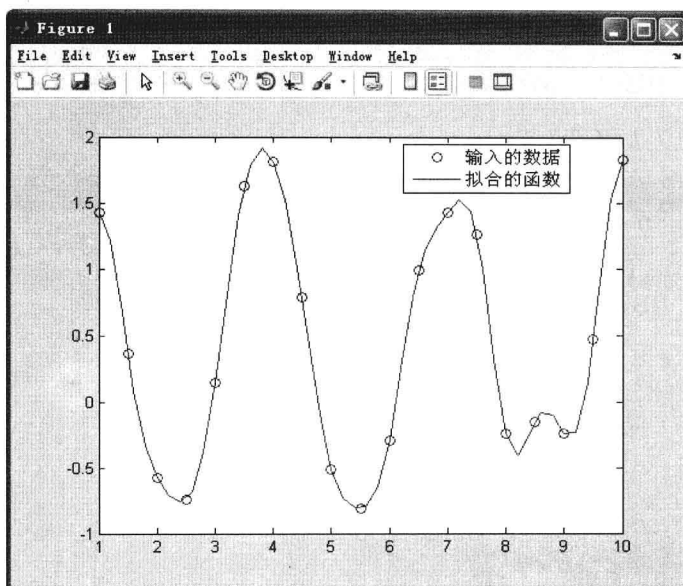 Figure 1
File Edit View Insert Tools Desktop Window Help
2
1.5
1
0.5
0
-0.5
-1
输入的数据
拟合的函数
1 2 3 4 5 6 7 8 9 10